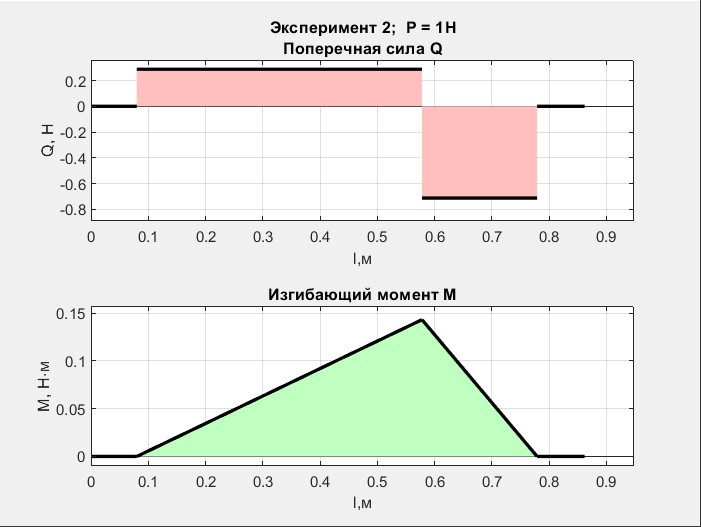 Эксперимент 2;  P = 1Н
Поперечная сила Q
0.2
0
-0.2
-0.4
-0.6
-0.8
Q, Н
0 0.1 0.2 0.3 0.4 0.5 0.6 0.7 0.8 0.9
l,м
Изгибающий момент M
0.15
0.1
0.05
0
М, Н·м
0 0.1 0.2 0.3 0.4 0.5 0.6 0.7 0.8 0.9
l,м